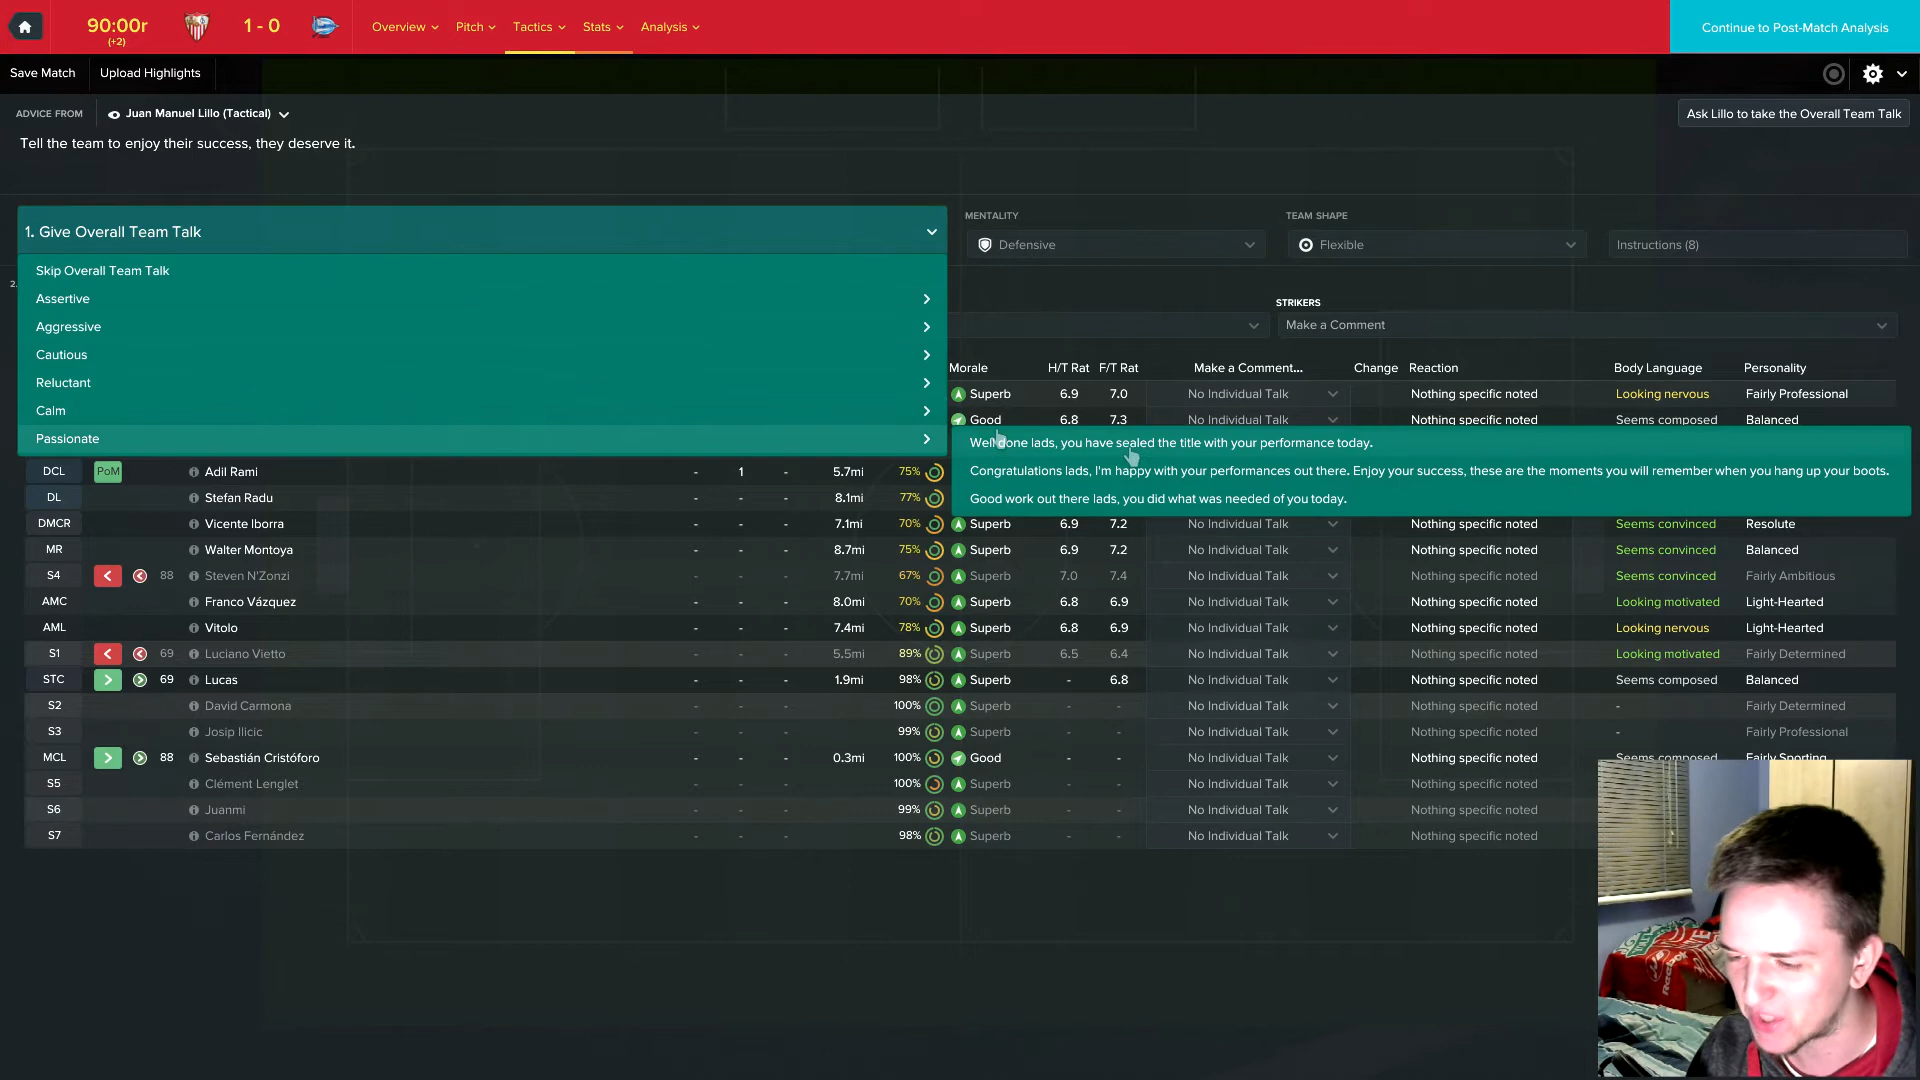 90:00r
(+2)
1 - 0
Overview Pitch Tactics Stats Analysis
Continue to Post-Match Analysis
Save Match Upload Highlights
ADVICE FROM Juan Manuel Lillo (Tactical)
Ask Lillo to take the Overall Team Talk
Tell the team to enjoy their success, they deserve it.
1. Give Overall Team Talk
MENTALITY TEAM SHAPE
Defensive Flexible Instructions (8)
Skip Overall Team Talk
2.
Assertive
STRIKERS
Aggressive
Make a Comment
Cautious
Morale H/T Rat F/T Rat Make a Comment... Change Reaction Body Language Personality
Reluctant
Superb 6.9 7.0 No Individual Talk Nothing specific noted Looking nervous Fairly Professional
Calm
Good 6.8 7.3 No Individual Talk Nothing specific noted Seems composed Balanced
Passionate
Well done lads, you have sealed the title with your performance today.
Congratulations lads, I'm happy with your performances out there. Enjoy your success, these are the moments you will remember when you hang up your boots.
Good work out there lads, you did what was needed of you today.
DCL PoM Adil Rami - 1 - 5.7mi 75%
DL Stefan Radu - - - 8.1mi 77%
DMCR Vicente Iborra - - - 7.1mi 70% Superb 6.9 7.2 No Individual Talk Nothing specific noted Seems convinced Resolute
MR Walter Montoya - - - 8.7mi 75% Superb 6.9 7.2 No Individual Talk Nothing specific noted Seems convinced Balanced
S4 88 Steven N'Zonzi - - - 7.7mi 67% Superb 7.0 7.4 No Individual Talk Nothing specific noted Seems convinced Fairly Ambitious
AMC Franco Vázquez - - - 8.0mi 70% Superb 6.8 6.9 No Individual Talk Nothing specific noted Looking motivated Light-Hearted
AML Vitolo - - - 7.4mi 78% Superb 6.8 6.9 No Individual Talk Nothing specific noted Looking nervous Light-Hearted
S1 69 Luciano Vietto - - - 5.5mi 89% Superb 6.5 6.4 No Individual Talk Nothing specific noted Looking motivated Fairly Determined
STC 69 Lucas - - - 1.9mi 98% Superb - 6.8 No Individual Talk Nothing specific noted Seems composed Balanced
S2 David Carmona - - - 100% Superb - - No Individual Talk Nothing specific noted - Fairly Determined
S3 Josip Ilicic - - - 99% Superb - - No Individual Talk Nothing specific noted - Fairly Professional
MCL 88 Sebastián Cristóforo - - - 0.3mi 100% Good - - No Individual Talk Nothing specific noted Seems composed Fairly Sporting
S5 Clément Lenglet - - - 100% Superb - - No Individual Talk Nothing specific noted
S6 Juanmi - - - 99% Superb - - No Individual Talk Nothing specific noted
S7 Carlos Fernández - - - 98% Superb - - No Individual Talk Nothing specific noted
Reebok